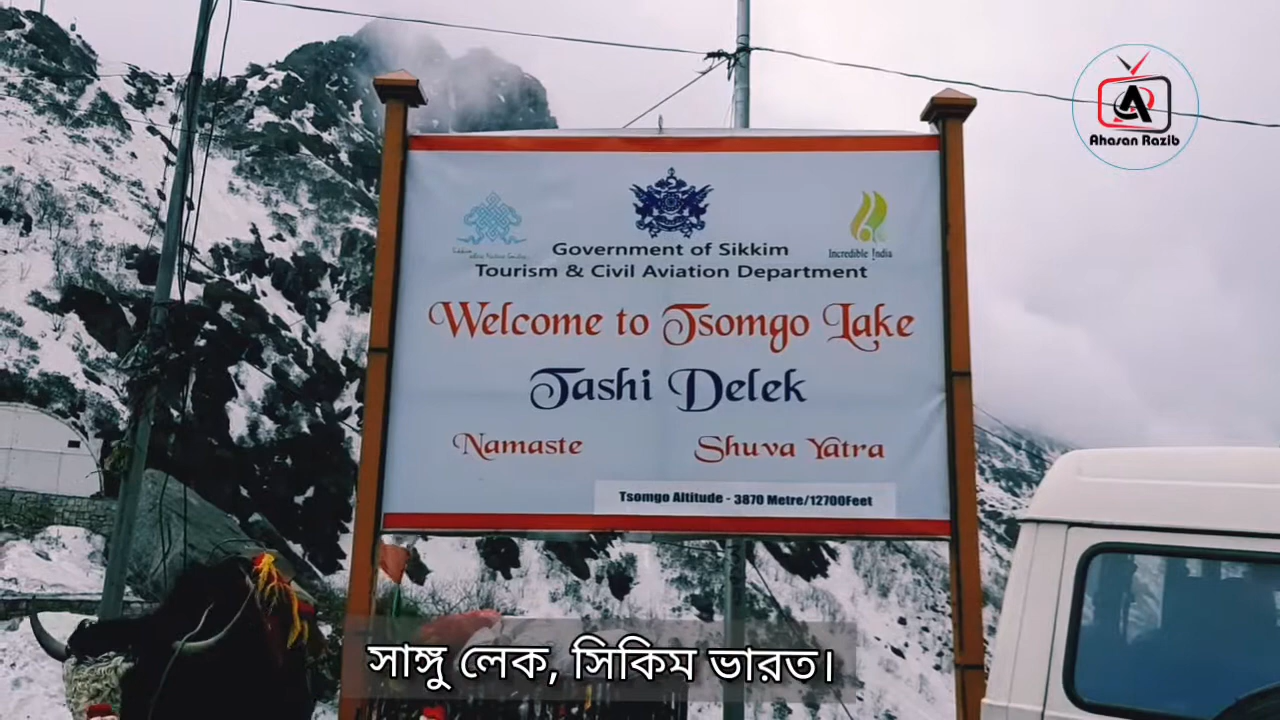 Ahasan Razib
Incredible India
Government of Sikkim
Tourism & Civil Aviation Department
Welcome to Tsomgo Lake
Tashi Delek
Namaste Shuva Yatra
Tsomgo Altitude - 3870 Metre/12700Feet
সাঙ্গু লেক, সিকিম ভারত।